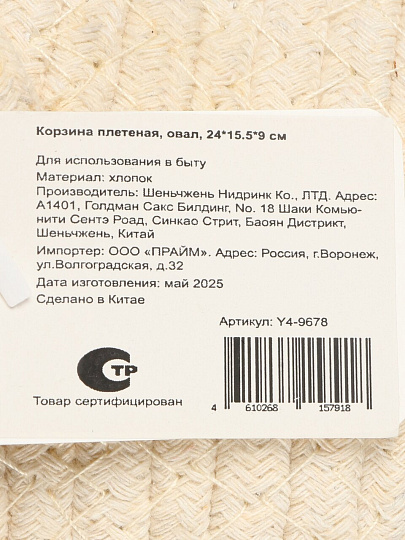 Корзина плетеная, овал, 24*15.5*9 см
Для использования в быту
Материал: хлопок
Производитель: Шеньчжень Нидринк Ко., ЛТД. Адрес:
А1401, Голдман Сакс Билдинг, No. 18 Шаки Комью-
нити Сентэ Роад, Синкао Стрит, Баоян Дистрикт,
Шеньчжень, Китай
Импортер: ООО «ПРАЙМ». Адрес: Россия, г.Воронеж,
ул.Волгоградская, д.32
Дата изготовления: май 2025
Сделано в Китае
Артикул: Y4-9678
СТР
Товар сертифицирован
4 610268 157918